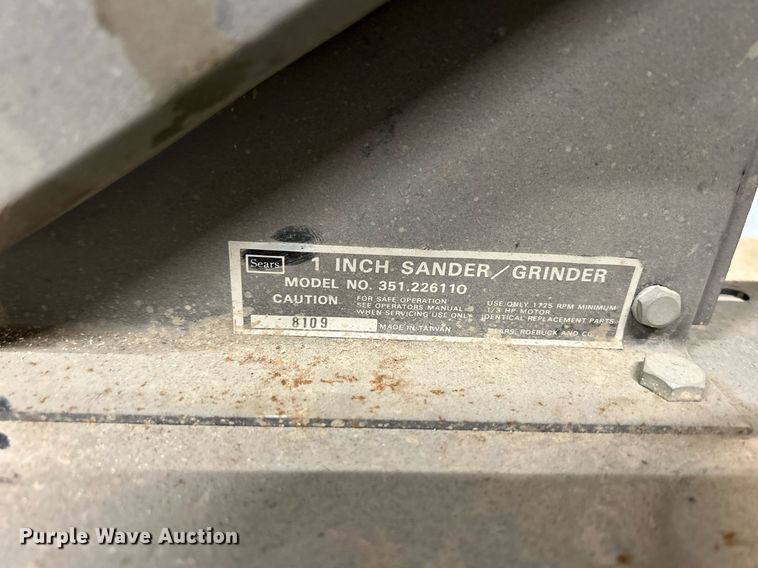 Sears 1 INCH SANDER/GRINDER
MODEL NO. 351.226110
CAUTION
FOR SAFE OPERATION
SEE OPERATORS MANUAL
WHEN SERVICING USE ONLY
USE ONLY 1725 RPM MINIMUM
1/3 HP MOTOR
IDENTICAL REPLACEMENT PARTS
8109
MADE IN TAIWAN
SEARS, ROEBUCK AND CO.
Purple Wave Auction